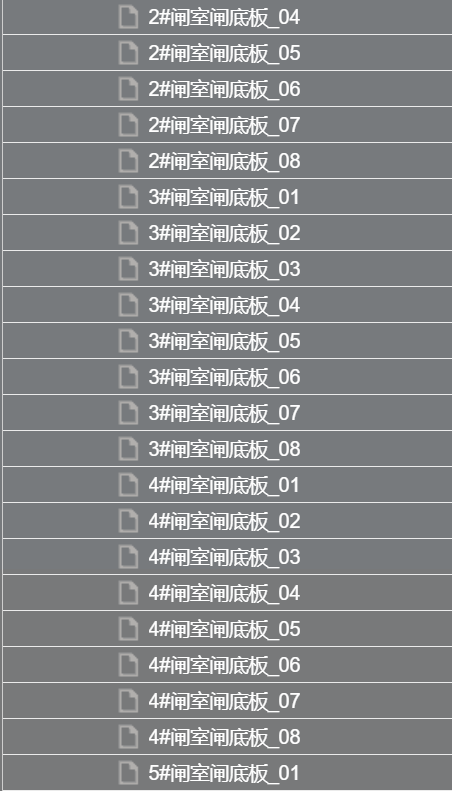 2#闸室闸底板_04
2#闸室闸底板_05
2#闸室闸底板_06
2#闸室闸底板_07
2#闸室闸底板_08
3#闸室闸底板_01
3#闸室闸底板_02
3#闸室闸底板_03
3#闸室闸底板_04
3#闸室闸底板_05
3#闸室闸底板_06
3#闸室闸底板_07
3#闸室闸底板_08
4#闸室闸底板_01
4#闸室闸底板_02
4#闸室闸底板_03
4#闸室闸底板_04
4#闸室闸底板_05
4#闸室闸底板_06
4#闸室闸底板_07
4#闸室闸底板_08
5#闸室闸底板_01